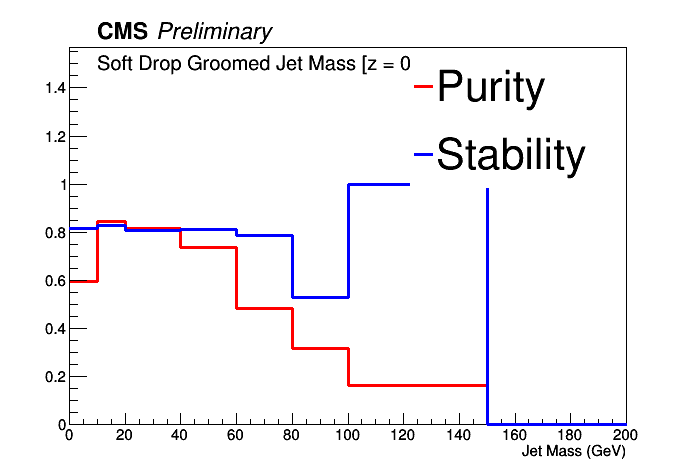 CMS Preliminary
Soft Drop Groomed Jet Mass [z = 0
Purity
Stability
1.4
1.2
1
0.8
0.6
0.4
0.2
0
0 20 40 60 80 100 120 140 160 180 200
Jet Mass (GeV)